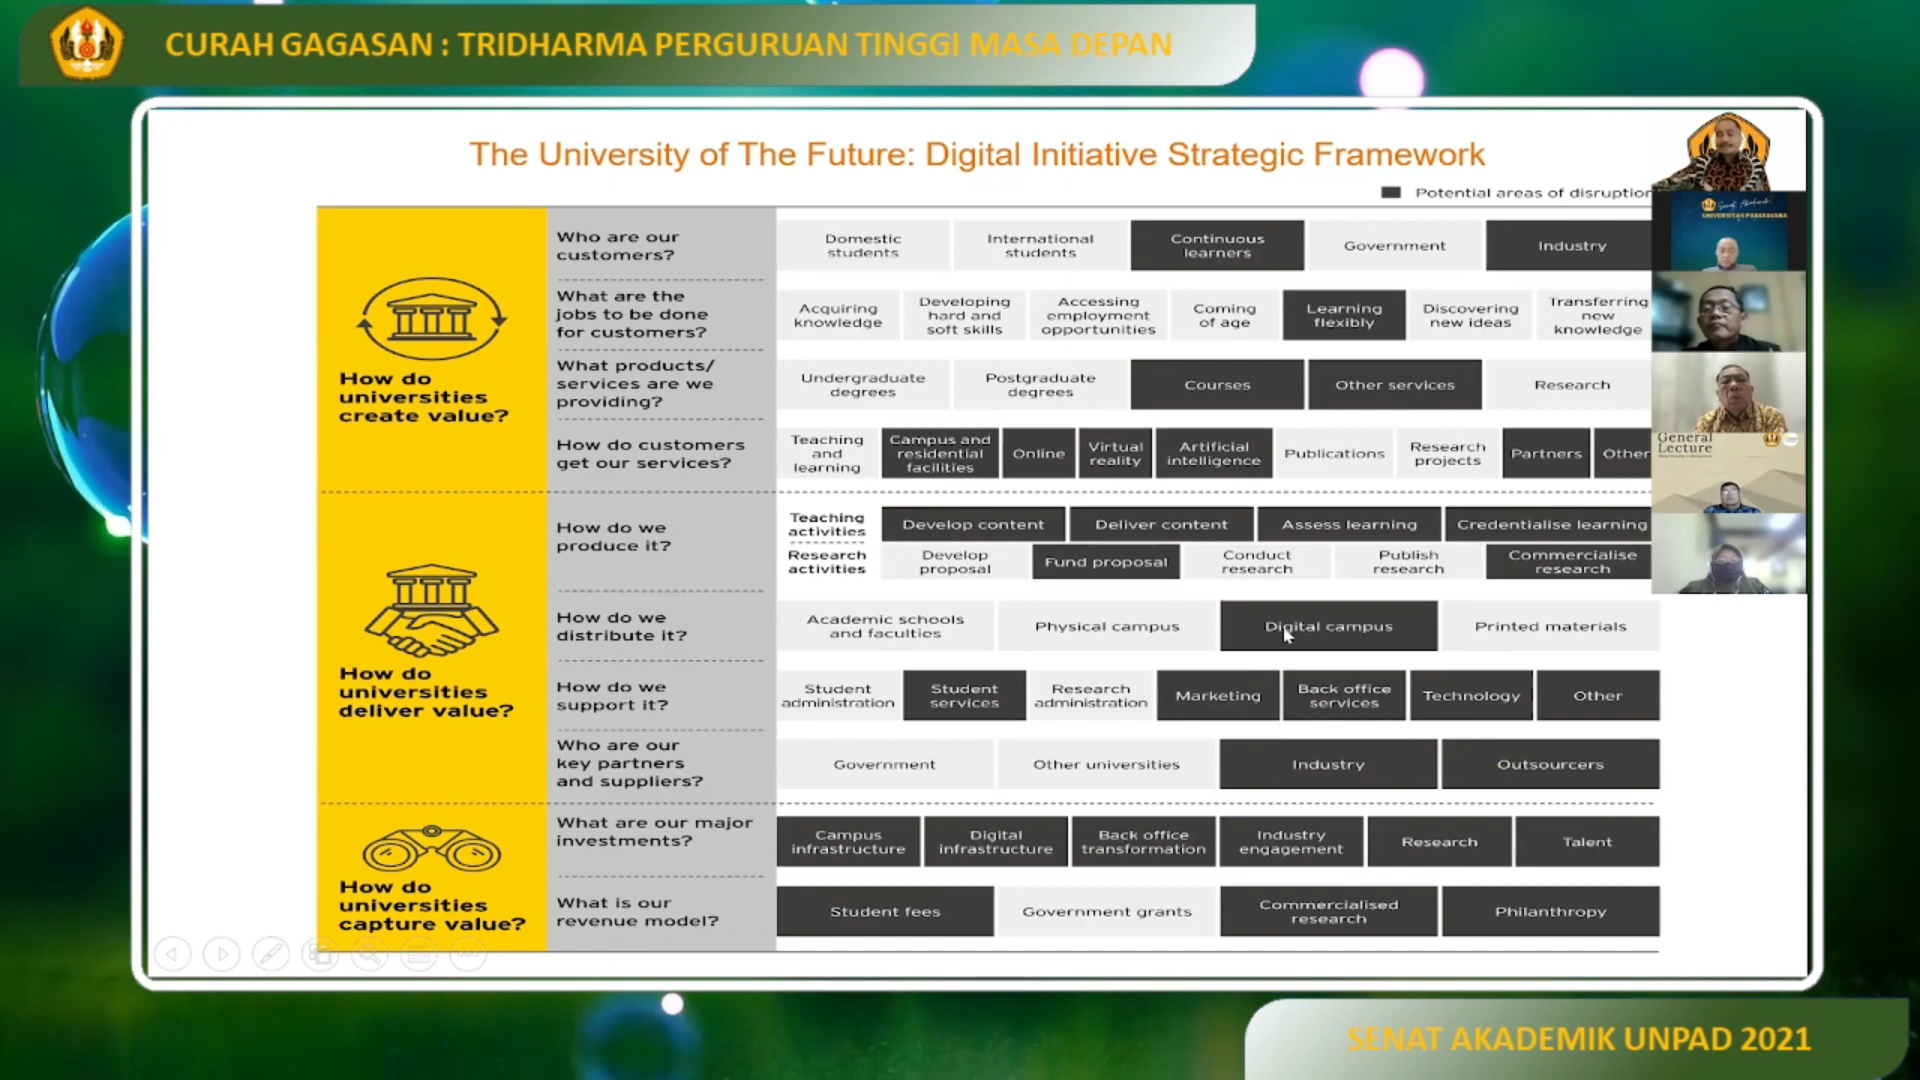 CURAH GAGASAN : TRIDHARMA PERGURUAN TINGGI MASA DEPAN
The University of The Future: Digital Initiative Strategic Framework
Potential areas of disruption
How do
universities
create value?
Who are our
customers?
Domestic
students
International
students
Continuous
learners
Government
Industry
What are the
jobs to be done
for customers?
Acquiring
knowledge
Developing
hard and
soft skills
Accessing
employment
opportunities
Coming
of age
Learning
flexibly
Discovering
new ideas
Transferring
new
knowledge
What products/
services are we
providing?
Undergraduate
degrees
Postgraduate
degrees
Courses
Other services
Research
How do customers
get our services?
Teaching
and
learning
Campus and
residential
facilities
Online
Virtual
reality
Artificial
intelligence
Publications
Research
projects
Partners
Other
How do
universities
deliver value?
How do we
produce it?
Teaching
activities
Develop content
Deliver content
Assess learning
Credentialise learning
Research
activities
Develop
proposal
Fund proposal
Conduct
research
Publish
research
Commercialise
research
How do we
distribute it?
Academic schools
and faculties
Physical campus
Digital campus
Printed materials
How do we
support it?
Student
administration
Student
services
Research
administration
Marketing
Back office
services
Technology
Other
Who are our
key partners
and suppliers?
Government
Other universities
Industry
Outsourcers
How do
universities
capture value?
What are our major
investments?
Campus
infrastructure
Digital
infrastructure
Back office
transformation
Industry
engagement
Research
Talent
What is our
revenue model?
Student fees
Government grants
Commercialised
research
Philanthropy
Senat Akademik
UNIVERSITAS PADJADJARAN
General
Lecture
SENAT AKADEMIK UNPAD 2021